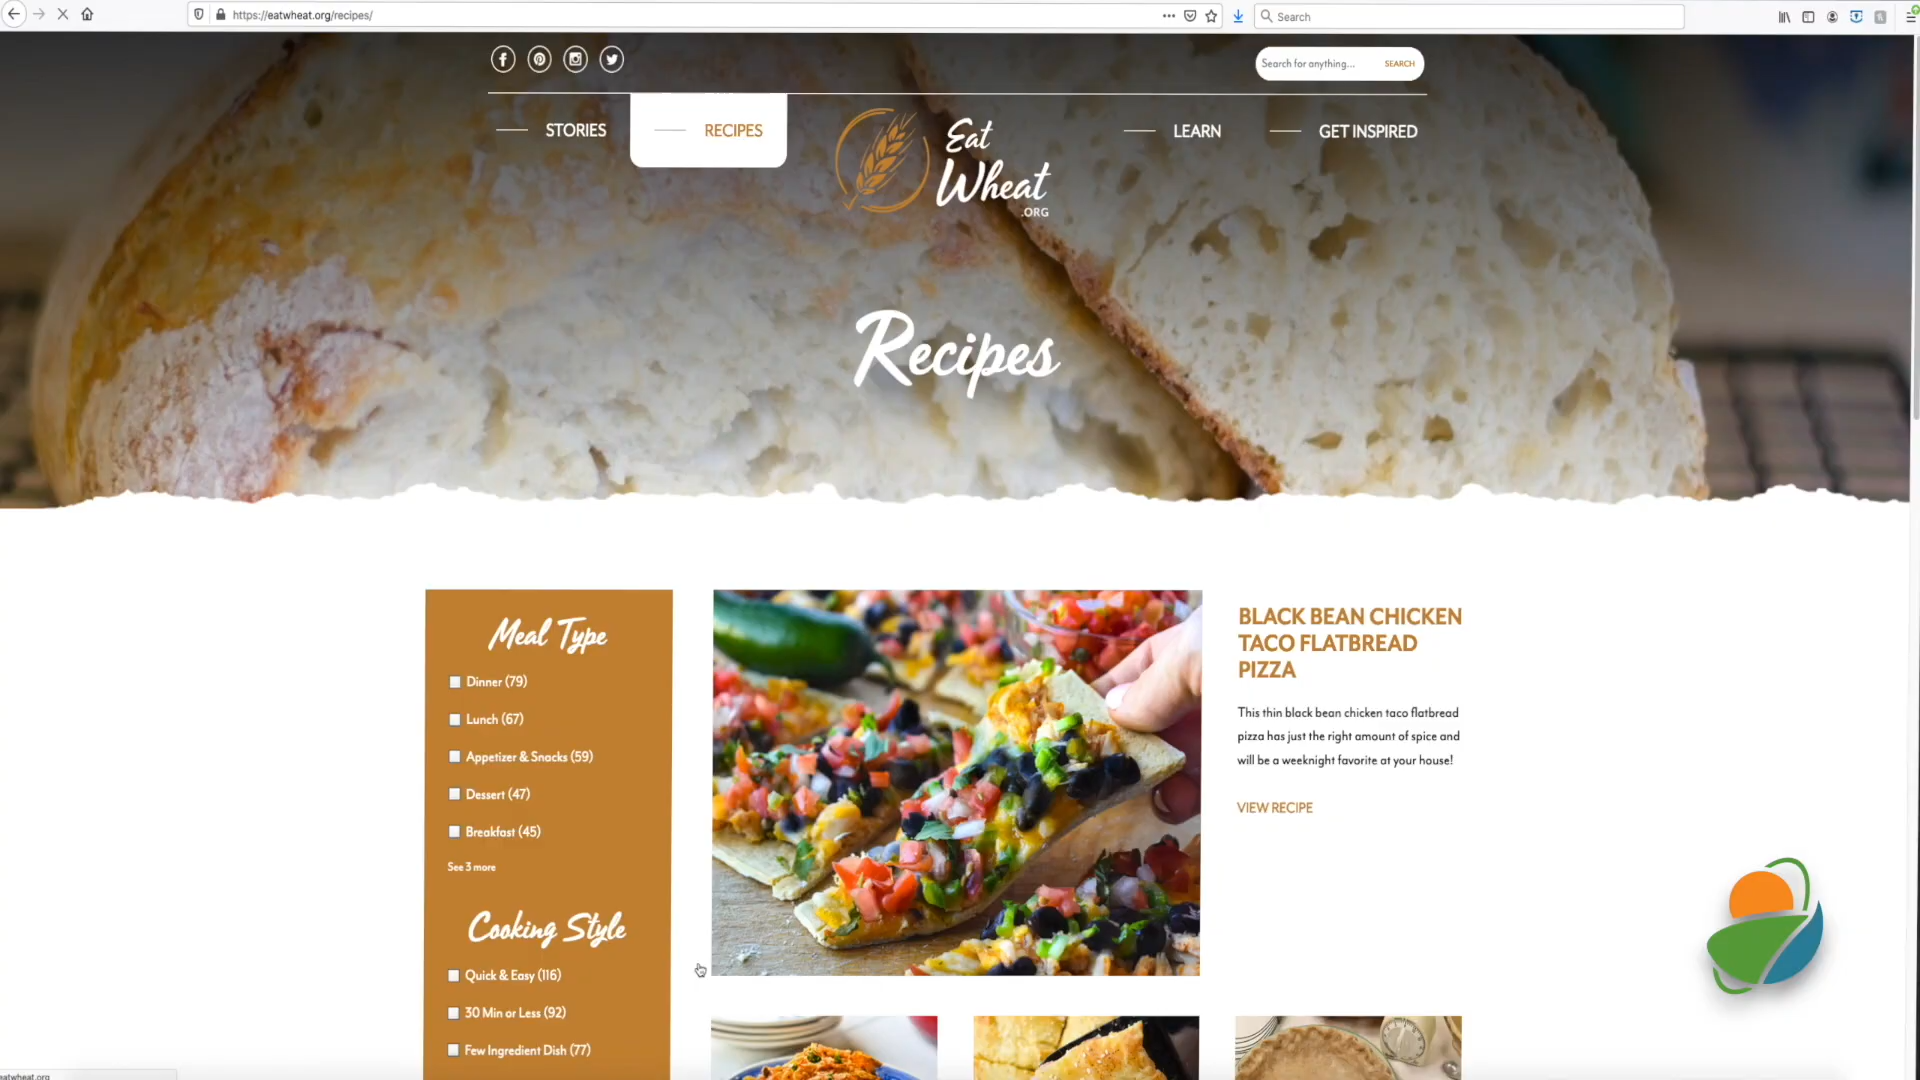 https://eatwheat.org/recipes/
Search
Search for anything...
SEARCH
STORIES
RECIPES
Eat
Wheat
.ORG
LEARN
GET INSPIRED
Recipes
Meal Type
Dinner (79)
Lunch (67)
Appetizer & Snacks (59)
Dessert (47)
Breakfast (45)
See 3 more
Cooking Style
Quick & Easy (116)
30 Min or Less (92)
Few Ingredient Dish (77)
BLACK BEAN CHICKEN
TACO FLATBREAD
PIZZA
This thin black bean chicken taco flatbread
pizza has just the right amount of spice and
will be a weeknight favorite at your house!
VIEW RECIPE
eatwheat.org